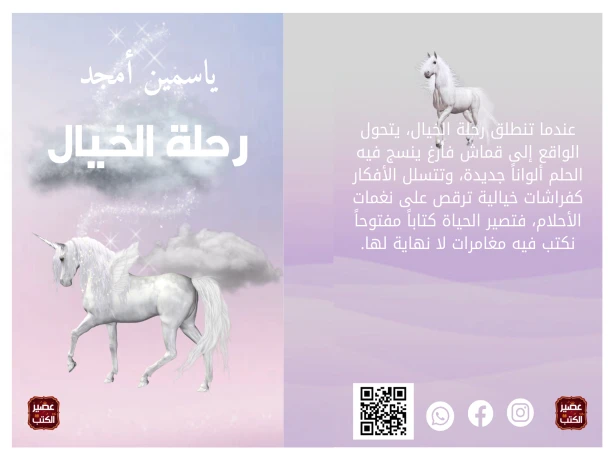 ياسمين أمجد
رحلة الخيال
عصير
الكتب
عندما تنطلق رحلة الخيال، يتحول
الواقع إلى قماش فارغ ينسج فيه
الحلم ألواناً جديدة، وتتسلل الأفكار
كفراشات خيالية ترقص على نغمات
الأحلام، فتصير الحياة كتاباً مفتوحاً
نكتب فيه مغامرات لا نهاية لها.
عصير
الكتب